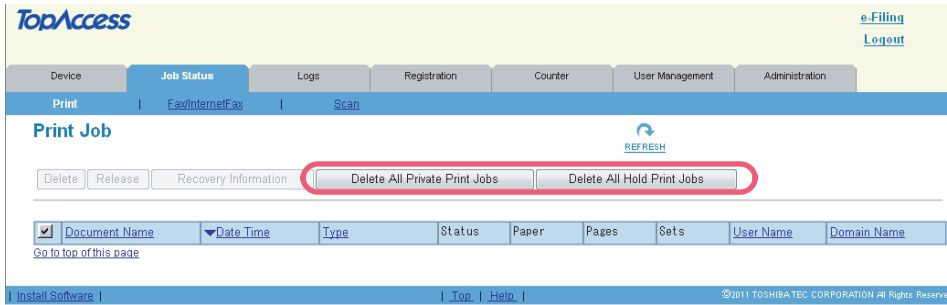 TopAccess
e-Filing
Logout
Device Job Status Logs Registration Counter User Management Administration
Print | Fax/InternetFax | Scan
Print Job
REFRESH
Delete Release Recovery Information Delete All Private Print Jobs Delete All Hold Print Jobs
Document Name Date Time Type Status Paper Pages Sets User Name Domain Name
Go to top of this page
| Install Software | | Top | Help | ©2011 TOSHIBA TEC CORPORATION All Rights Reserve